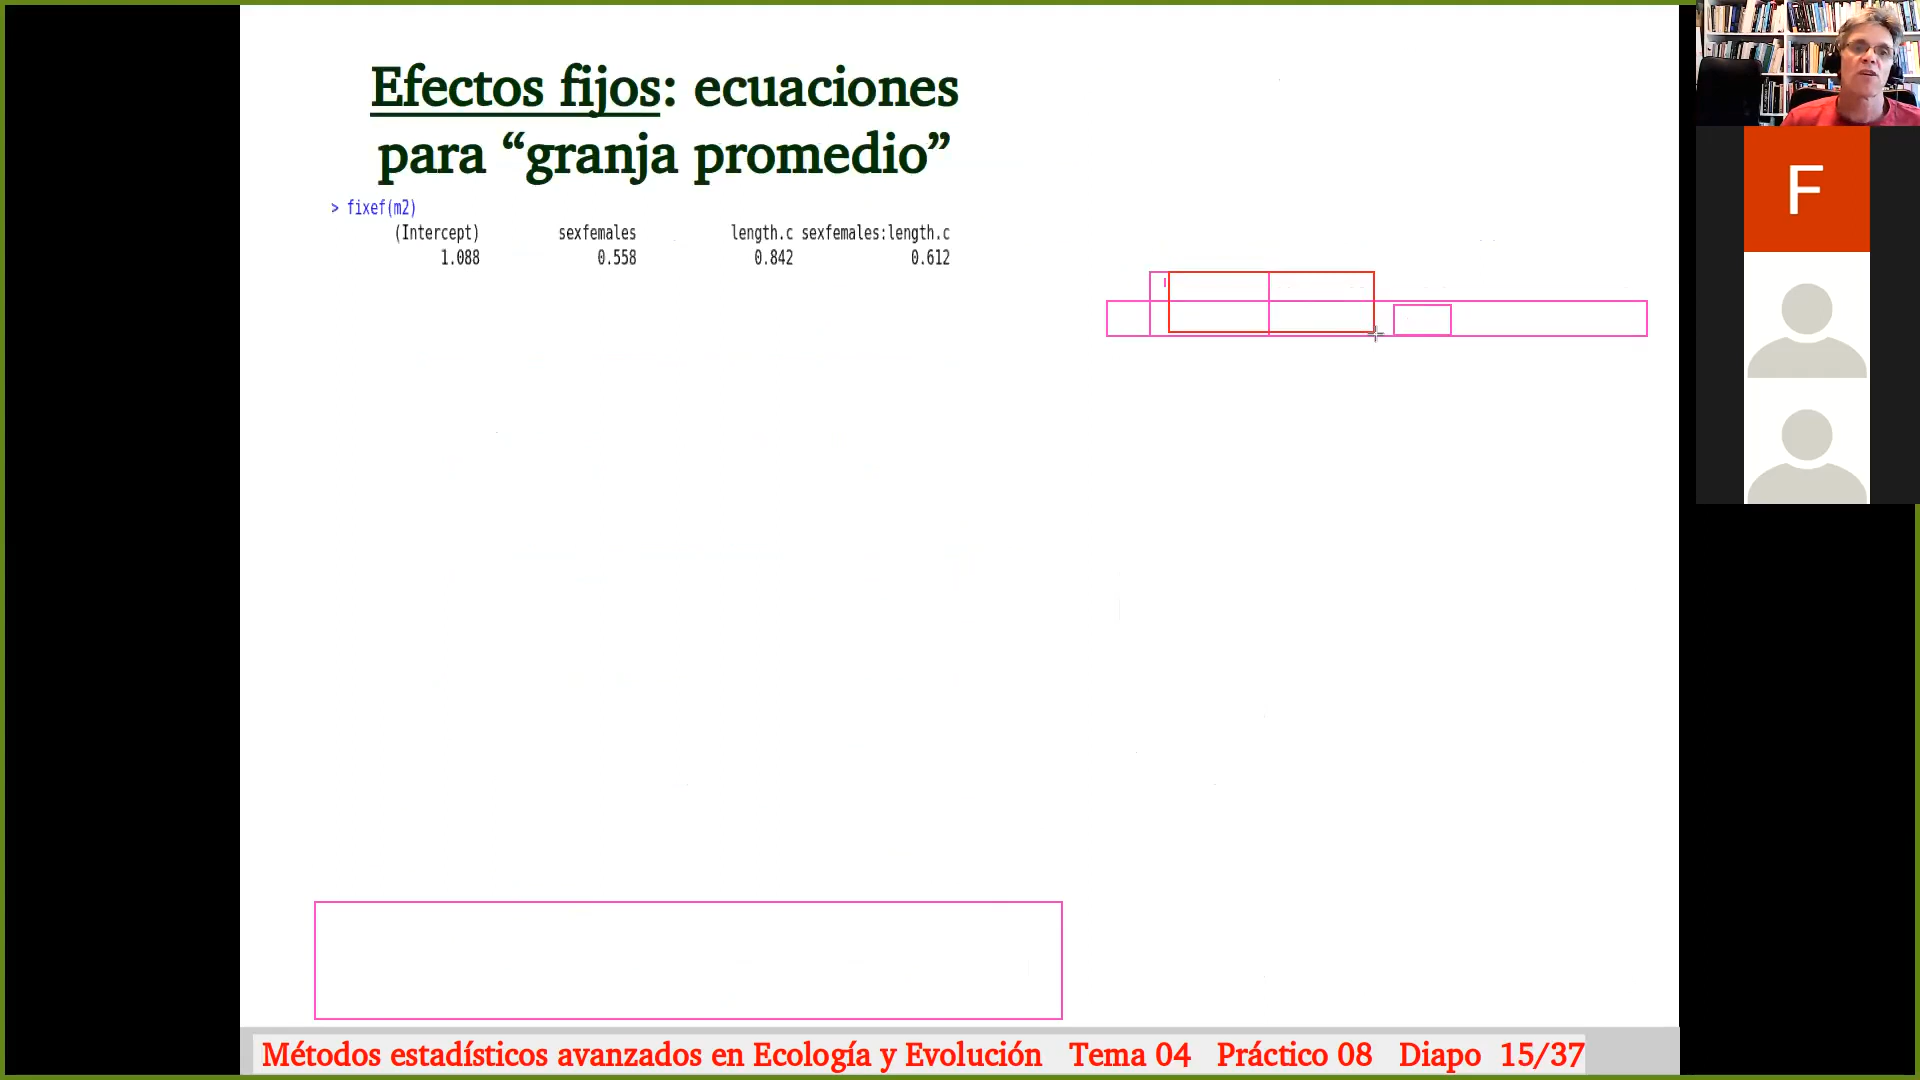 Efectos fijos: ecuaciones
para “granja promedio”
> fixef(m2)
(Intercept) sexfemales length.c sexfemales:length.c
1.088 0.558 0.842 0.612
F
Métodos estadísticos avanzados en Ecología y Evolución Tema 04 Práctico 08 Diapo 15/37